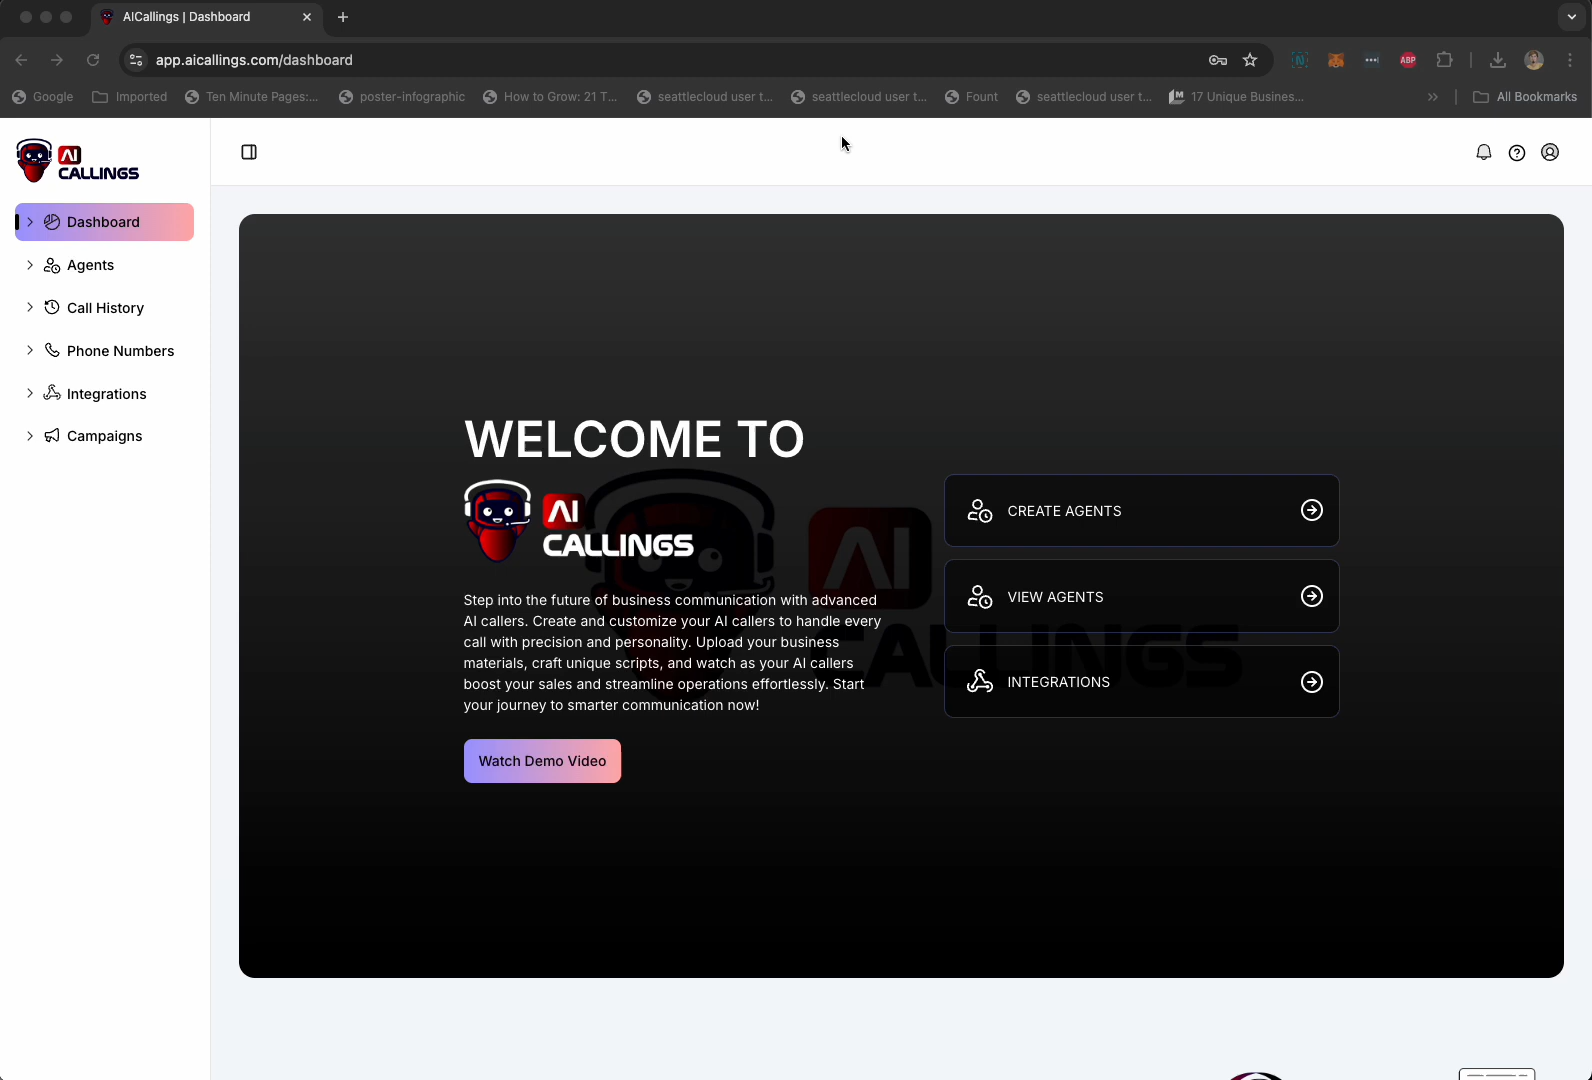 AICallings | Dashboard
app.aicallings.com/dashboard
Google
Imported
Ten Minute Pages:...
poster-infographic
How to Grow: 21 T...
seattlecloud user t...
seattlecloud user t...
Fount
seattlecloud user t...
17 Unique Busines...
All Bookmarks
ABP
AI
CALLINGS
Dashboard
Agents
Call History
Phone Numbers
Integrations
Campaigns
WELCOME TO
AI
CALLINGS
Step into the future of business communication with advanced
AI callers. Create and customize your AI callers to handle every
call with precision and personality. Upload your business
materials, craft unique scripts, and watch as your AI callers
boost your sales and streamline operations effortlessly. Start
your journey to smarter communication now!
Watch Demo Video
CREATE AGENTS
VIEW AGENTS
INTEGRATIONS
AI
CALLINGS